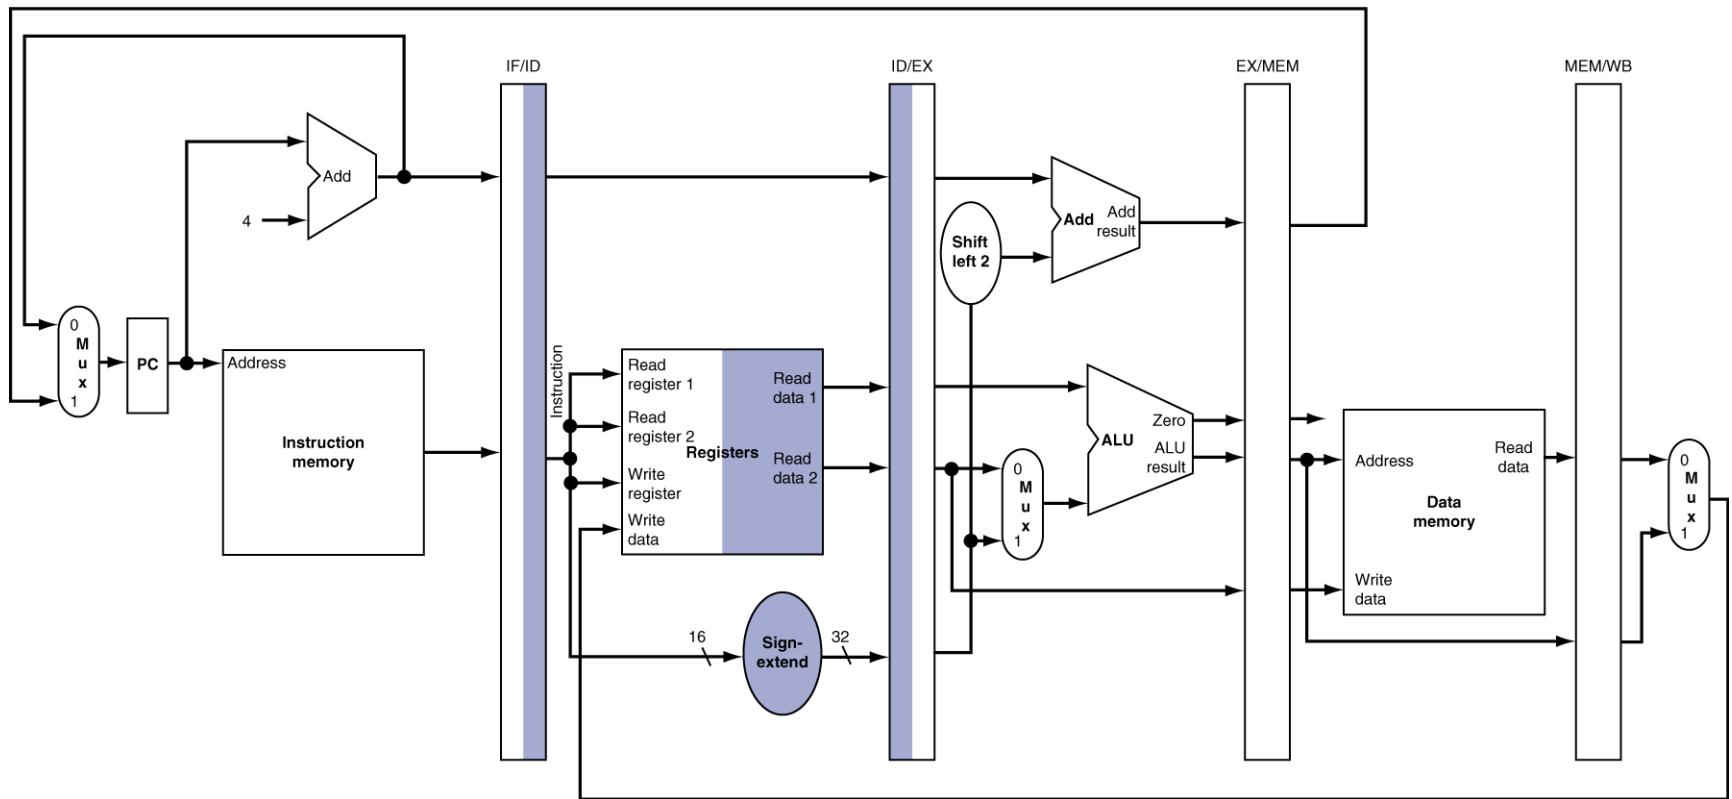 IF/ID
ID/EX
EX/MEM
MEM/WB
Add
4
Add
Add
result
Shift
left 2
0
M
u
x
1
PC
Address
Instruction
memory
Instruction
Read
register 1
Read
register 2
Write
register
Write
data
Registers
Read
data 1
Read
data 2
16
Sign-
extend
32
0
M
u
x
1
Zero
ALU
ALU
result
Address
Read
data
Data
memory
Write
data
0
M
u
x
1